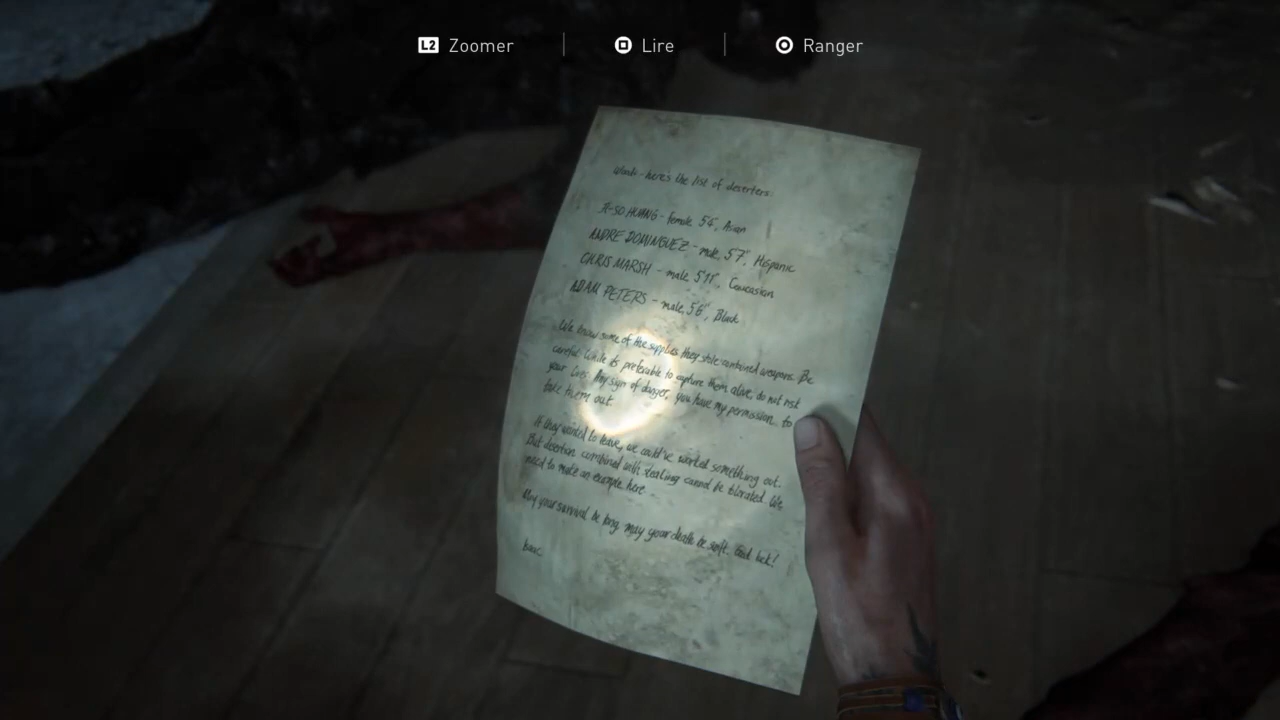 L2 Zoomer
Lire
Ranger
here's the list of deserters:
JI-SO HUANG - female, 5'4", Asian
ANDRE DOMINGUEZ - male, 5'7", Hispanic
CHRIS MARSH - male, 5'11", Caucasian
ADAM PETERS - male, 5'6", Black
We know some of the supplies they stole contained weapons. Be
careful. While its preferable to capture them alive, do not risk
your lives. Any sign of danger, you have my permission to
take them out.
If they wanted to leave, we could've worked something out.
But desertion combined with stealing cannot be tolerated. We
need to make an example here.
May your survival be long, may your death be swift. Good luck!
Isaac